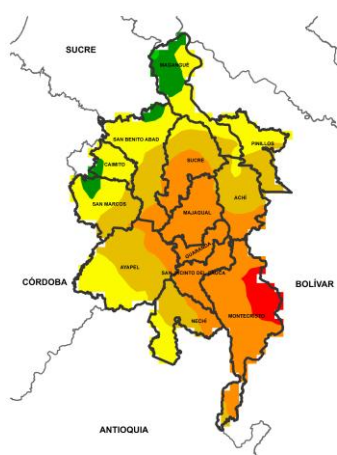 SUCRE
MAGANGUÉ
SAN BENITO ABAD
PINILLOS
CAIMITO
SUCRE
ACHÍ
SAN MARCOS
MAJAGUAL
GUARANDA
AYAPEL
SAN JACINTO DEL CAUCA
CÓRDOBA
BOLÍVAR
MONTECRISTO
NECHÍ
ANTIOQUIA